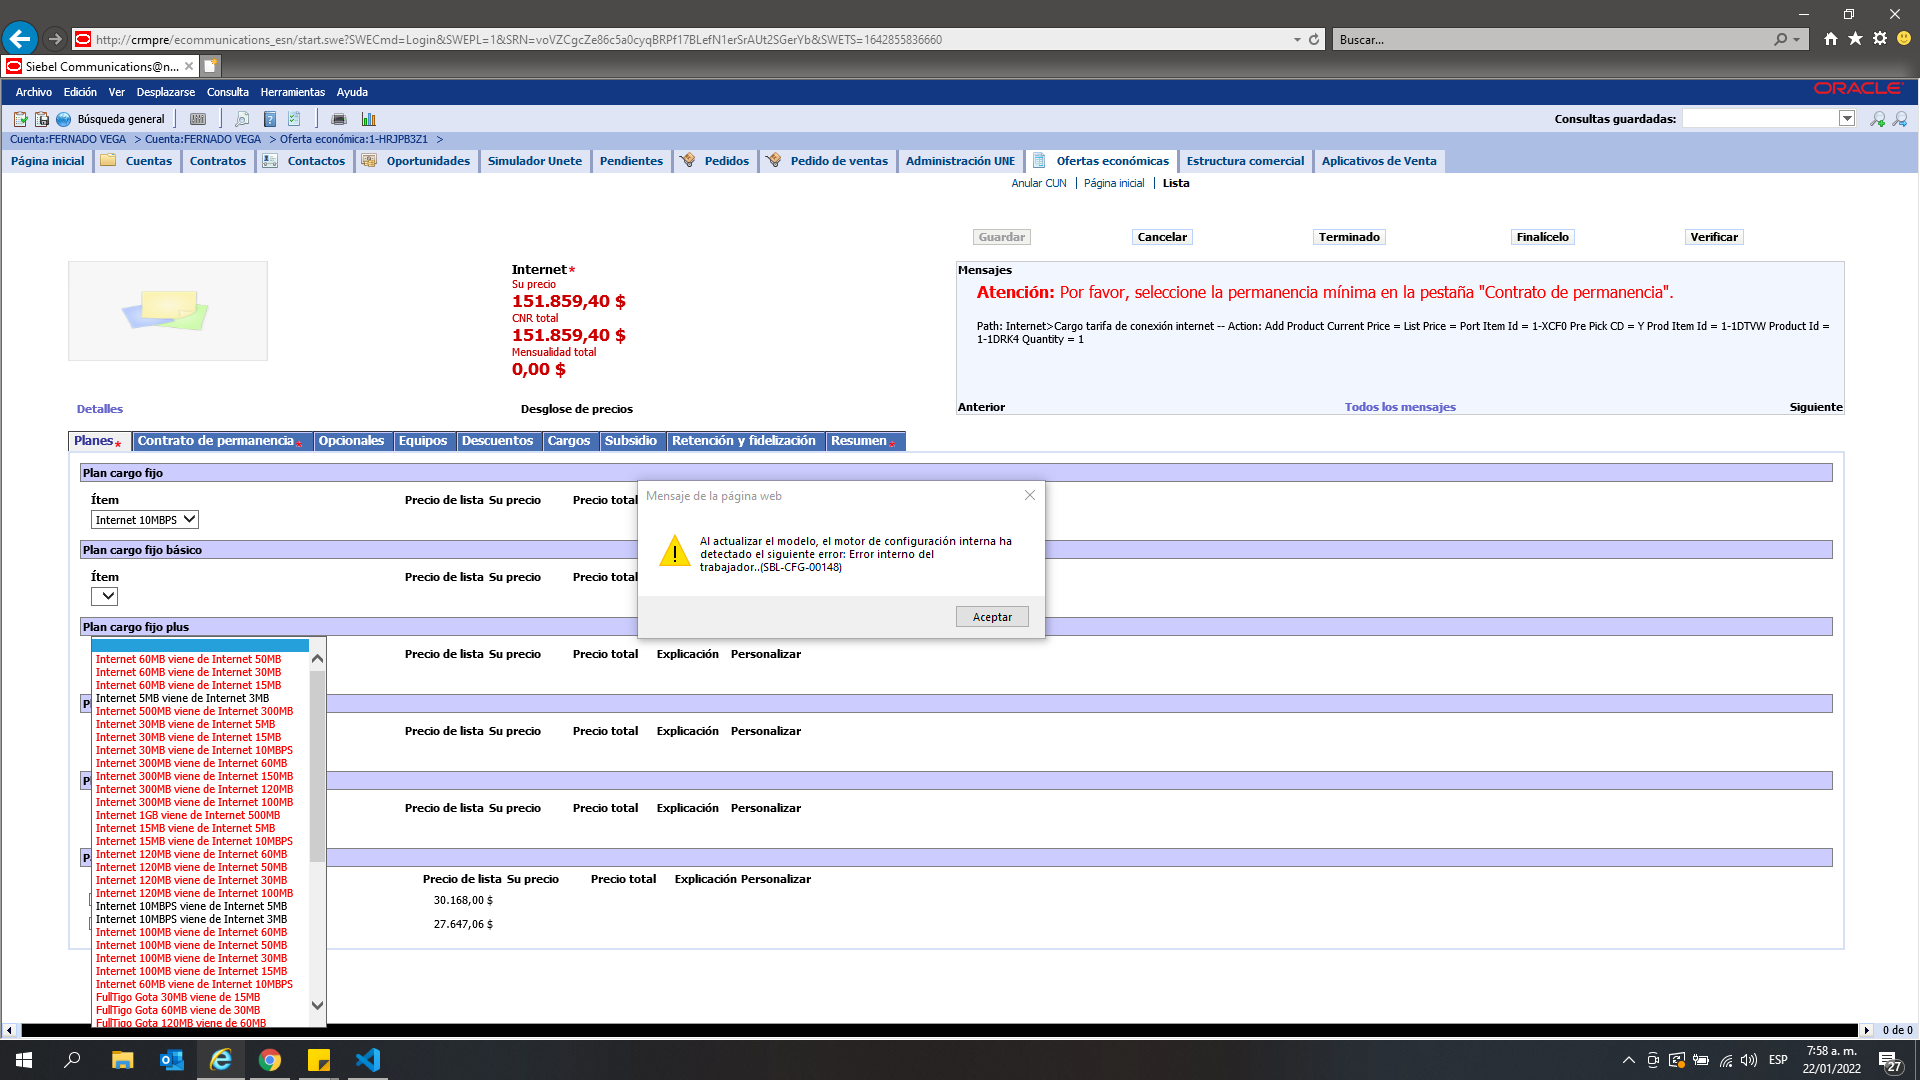 http://crmpre/ecommunications_esn/start.swe?SWECmd=Login&SWEPL=1&SRN=voVZCgcZe86c5a0cyqBRPf17BLefN1erSrAUt2SGerYb&SWETS=1642855836660
Buscar...
Siebel Communications@n...
Archivo Edición Ver Desplazarse Consulta Herramientas Ayuda
ORACLE
Búsqueda general
Consultas guardadas:
Cuenta:FERNADO VEGA > Cuenta:FERNADO VEGA > Oferta económica:1-HRJPB3Z1 >
Página inicial Cuentas Contratos Contactos Oportunidades Simulador Unete Pendientes Pedidos Pedido de ventas Administración UNE Ofertas económicas Estructura comercial Aplicativos de Venta
Anular CUN | Página inicial | Lista
Guardar Cancelar Terminado Finalícelo Verificar
Internet*
Su precio
151.859,40 $
CNR total
151.859,40 $
Mensualidad total
0,00 $
Mensajes
Atención: Por favor, seleccione la permanencia mínima en la pestaña "Contrato de permanencia".
Path: Internet>Cargo tarifa de conexión internet -- Action: Add Product Current Price = List Price = Port Item Id = 1-XCF0 Pre Pick CD = Y Prod Item Id = 1-1DTVW Product Id =
1-1DRK4 Quantity = 1
Anterior Todos los mensajes Siguiente
Detalles Desglose de precios
Planes* Contrato de permanencia* Opcionales Equipos Descuentos Cargos Subsidio Retención y fidelización Resumen*
Plan cargo fijo
Ítem Precio de lista Su precio Precio total
Internet 10MBPS
Plan cargo fijo básico
Ítem Precio de lista Su precio Precio total
Plan cargo fijo plus
Mensaje de la página web
Al actualizar el modelo, el motor de configuración interna ha
detectado el siguiente error: Error interno del
trabajador..(SBL-CFG-00148)
Aceptar
Precio de lista Su precio Precio total Explicación Personalizar
Internet 60MB viene de Internet 50MB
Internet 60MB viene de Internet 30MB
Internet 60MB viene de Internet 15MB
Internet 5MB viene de Internet 3MB
Internet 500MB viene de Internet 300MB
Internet 30MB viene de Internet 5MB
Internet 30MB viene de Internet 15MB
Internet 30MB viene de Internet 10MBPS
Internet 300MB viene de Internet 60MB
Internet 300MB viene de Internet 150MB
Internet 300MB viene de Internet 120MB
Internet 300MB viene de Internet 100MB
Internet 1GB viene de Internet 500MB
Internet 15MB viene de Internet 5MB
Internet 15MB viene de Internet 10MBPS
Internet 120MB viene de Internet 60MB
Internet 120MB viene de Internet 50MB
Internet 120MB viene de Internet 30MB
Internet 120MB viene de Internet 100MB
Internet 10MBPS viene de Internet 5MB
Internet 10MBPS viene de Internet 3MB
Internet 100MB viene de Internet 60MB
Internet 100MB viene de Internet 50MB
Internet 100MB viene de Internet 30MB
Internet 100MB viene de Internet 15MB
Internet 60MB viene de Internet 10MBPS
FullTigo Gota 30MB viene de 15MB
FullTigo Gota 60MB viene de 30MB
FullTigo Gota 120MB viene de 60MB
Precio de lista Su precio Precio total Explicación Personalizar
Precio de lista Su precio Precio total Explicación Personalizar
Precio de lista Su precio Precio total Explicación Personalizar
30.168,00 $
27.647,06 $
0 de 0
ESP
7:58 a. m.
22/01/2022
27